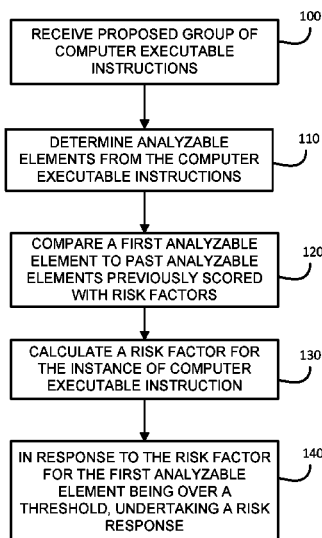 100
RECEIVE PROPOSED GROUP OF
COMPUTER EXECUTABLE
INSTRUCTIONS
110
DETERMINE ANALYZABLE
ELEMENTS FROM THE COMPUTER
EXECUTABLE INSTRUCTIONS
120
COMPARE A FIRST ANALYZABLE
ELEMENT TO PAST ANALYZABLE
ELEMENTS PREVIOUSLY SCORED
WITH RISK FACTORS
130
CALCULATE A RISK FACTOR FOR
THE INSTANCE OF COMPUTER
EXECUTABLE INSTRUCTION
140
IN RESPONSE TO THE RISK FACTOR
FOR THE FIRST ANALYZABLE
ELEMENT BEING OVER A
THRESHOLD, UNDERTAKING A RISK
RESPONSE